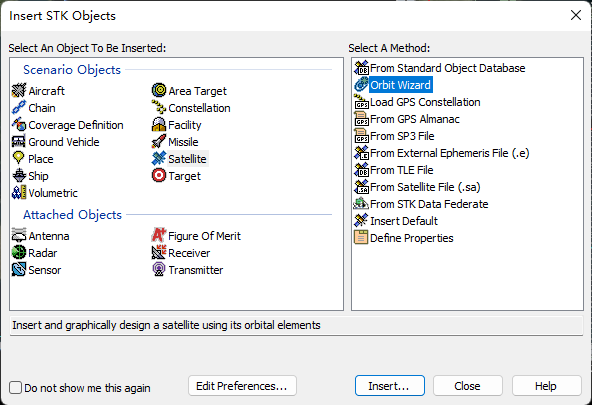 Insert STK Objects
Select An Object To Be Inserted:
Scenario Objects
Aircraft
Area Target
Chain
Constellation
Coverage Definition
Facility
Ground Vehicle
Missile
Place
Satellite
Ship
Target
Volumetric
Attached Objects
Antenna
Figure Of Merit
Radar
Receiver
Sensor
Transmitter
Select A Method:
From Standard Object Database
Orbit Wizard
Load GPS Constellation
From GPS Almanac
From SP3 File
From External Ephemeris File (.e)
From TLE File
From Satellite File (.sa)
From STK Data Federate
Insert Default
Define Properties
Insert and graphically design a satellite using its orbital elements
Do not show me this again
Edit Preferences...
Insert...
Close
Help